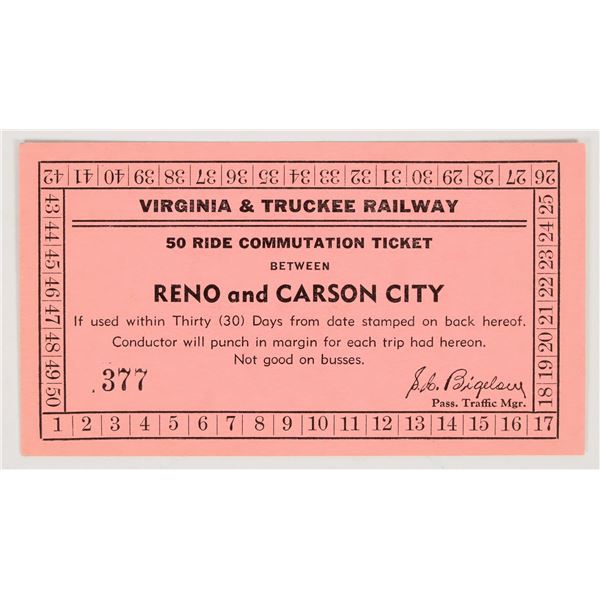 42 41 40 39 38 37 36 35 34 33 32 31 30 29 28 27 26
VIRGINIA & TRUCKEE RAILWAY
50 RIDE COMMUTATION TICKET
BETWEEN
RENO and CARSON CITY
If used within Thirty (30) Days from date stamped on back hereof.
Conductor will punch in margin for each trip had hereon.
Not good on busses.
377
S.C. Bigelow
Pass. Traffic Mgr.
43 44 45 46 47 48 49 50
25 24 23 22 21 20 19 18
1 2 3 4 5 6 7 8 9 10 11 12 13 14 15 16 17